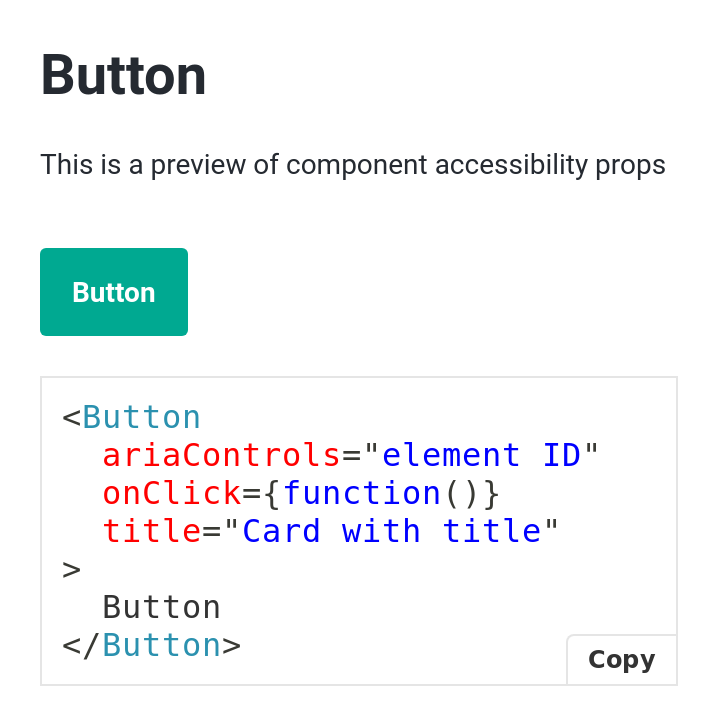 Button
This is a preview of component accessibility props
Button
<Button
  ariaControls="element ID"
  onClick={function()}
  title="Card with title"
>
  Button
</Button>
Copy